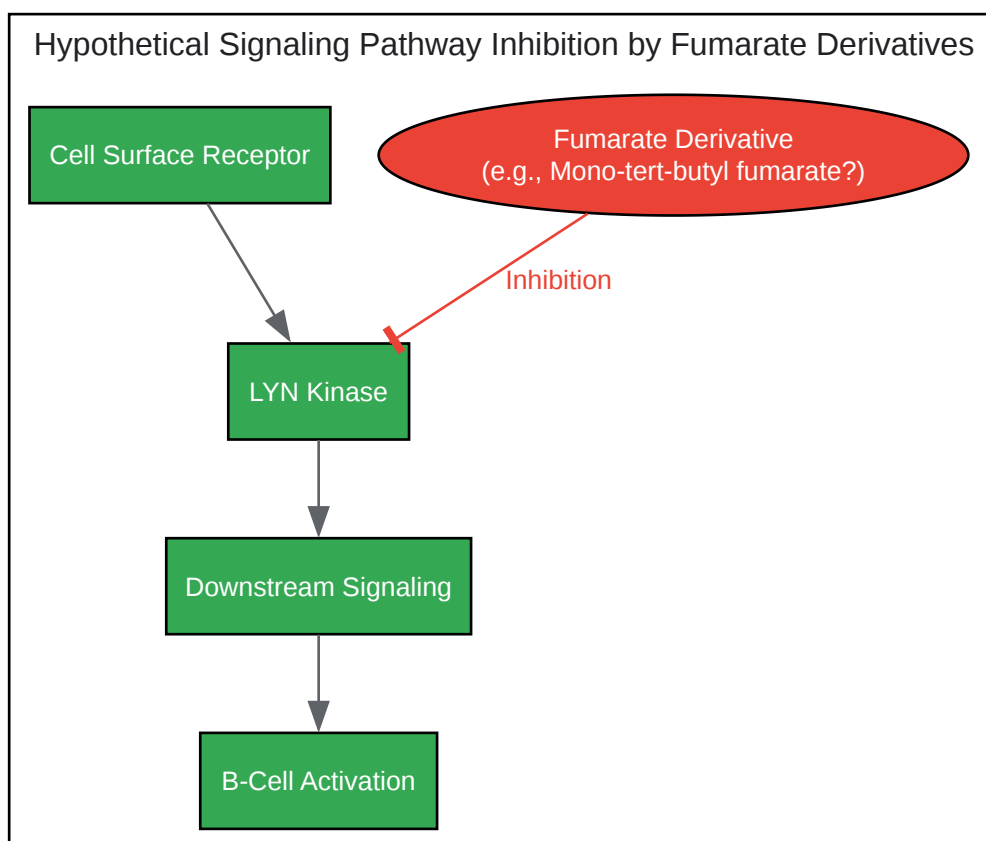 Hypothetical Signaling Pathway Inhibition by Fumarate Derivatives
Cell Surface Receptor
Fumarate Derivative
(e.g., Mono-tert-butyl fumarate?)
Inhibition
LYN Kinase
Downstream Signaling
B-Cell Activation